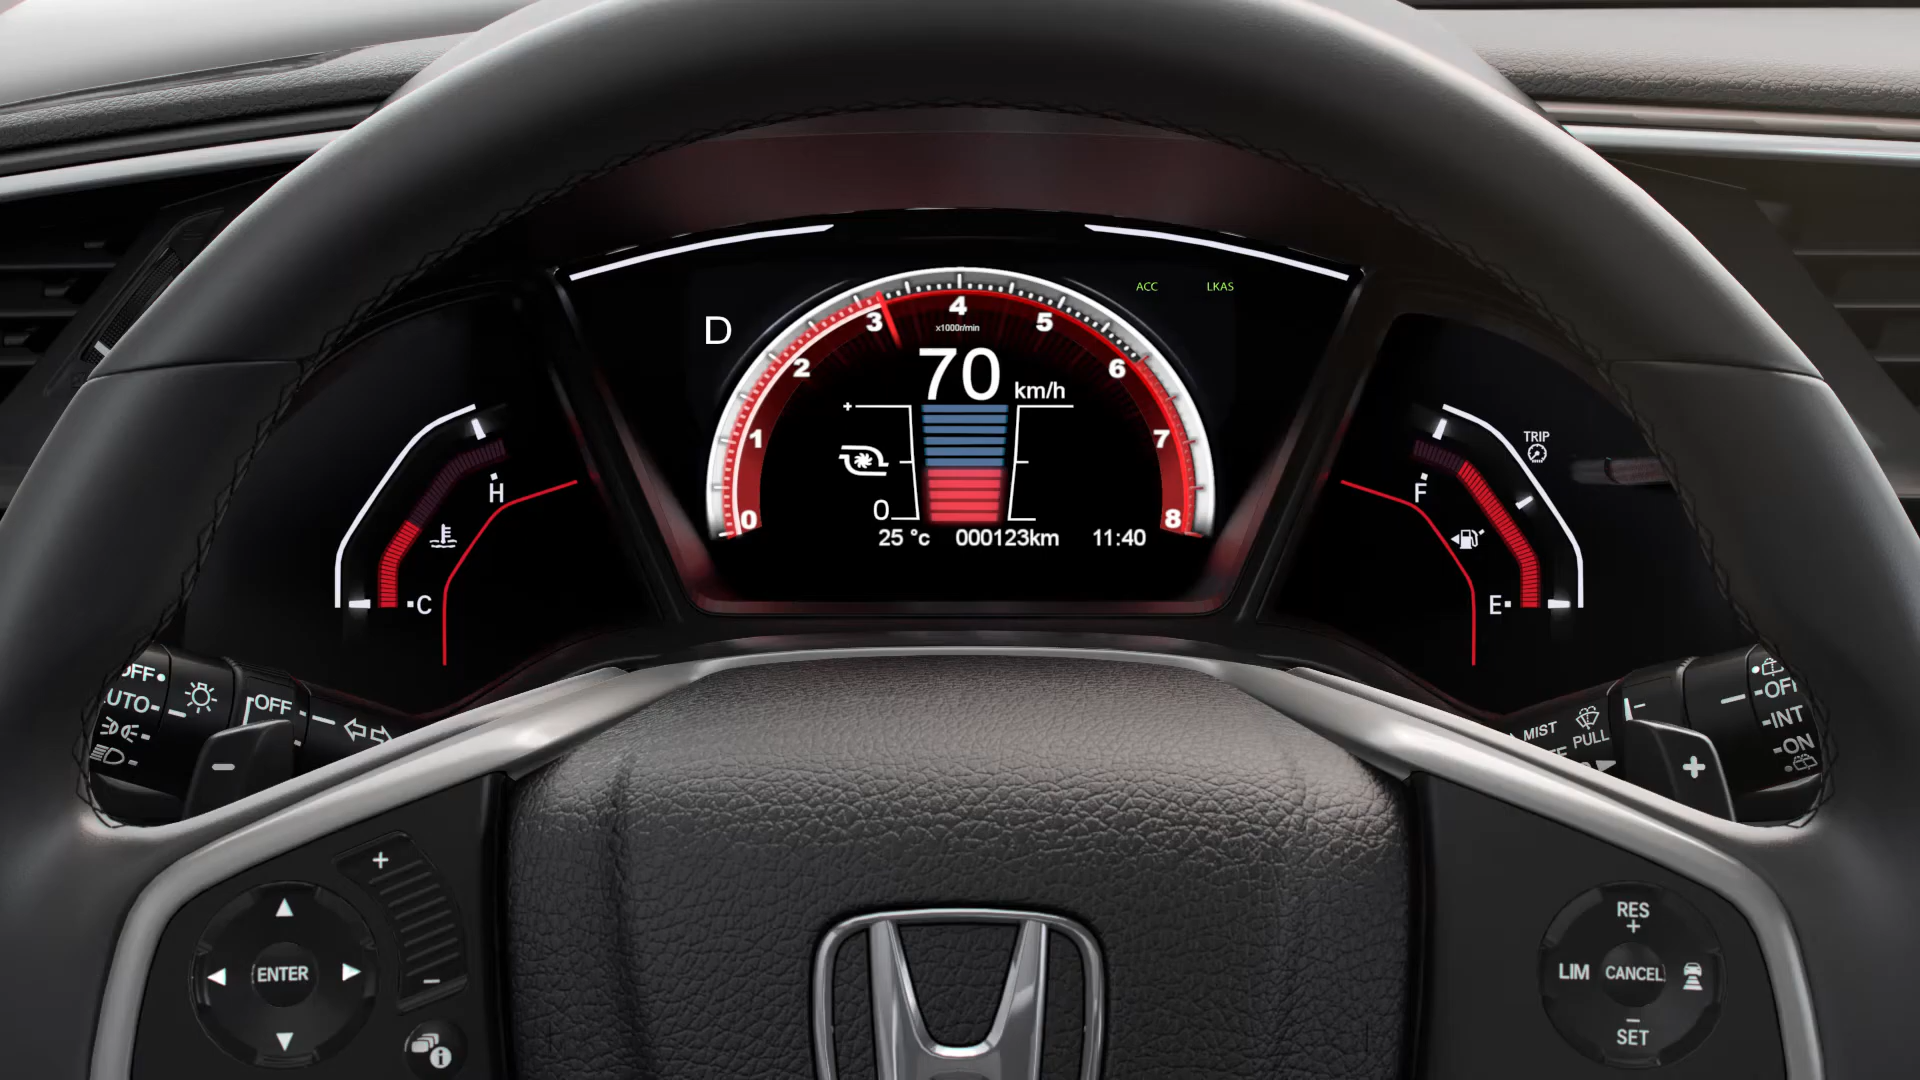 ACC LKAS
D
0 1 2 3 4 5 6 7 8
x1000r/min
70 km/h
+
0
25 °c 000123km 11:40
H
C
TRIP
F
E
OFF
AUTO
OFF
−
MIST
PULL
OFF
INT
ON
+
+
ENTER
−
i
RES
+
LIM CANCEL
−
SET